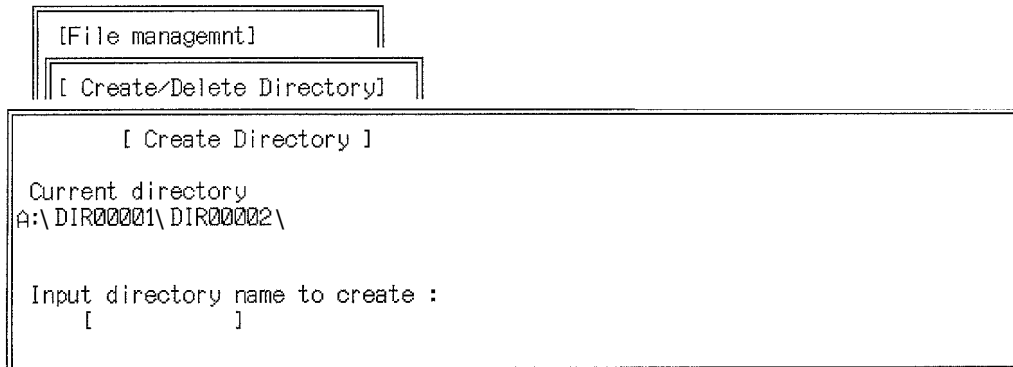 [File managemnt]
[ Create/Delete Directory]
[ Create Directory ]
Current directory
A:\DIR00001\DIR00002\
Input directory name to create :
[ ]